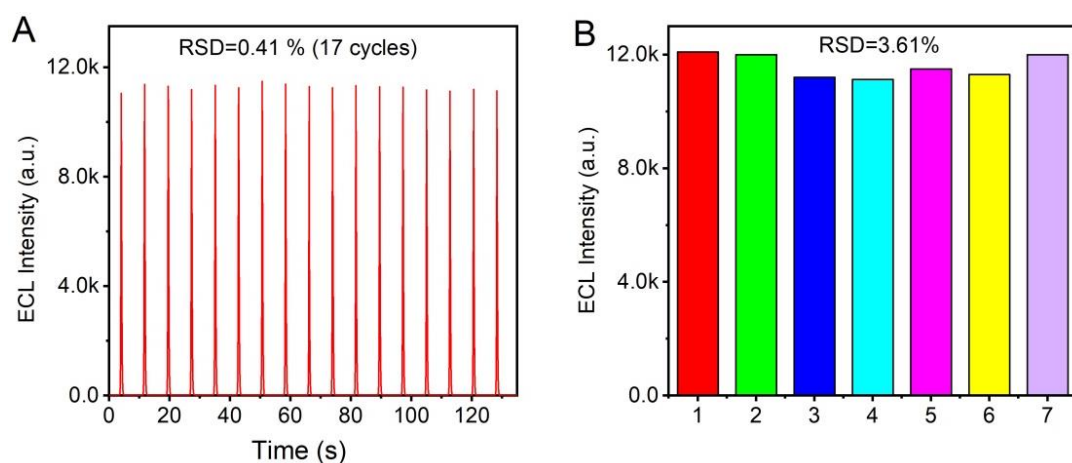 A
RSD=0.41 % (17 cycles)
12.0k
8.0k
4.0k
0.0
ECL Intensity (a.u.)
0 20 40 60 80 100 120
Time (s)
B
RSD=3.61%
12.0k
8.0k
4.0k
0.0
ECL Intensity (a.u.)
1 2 3 4 5 6 7